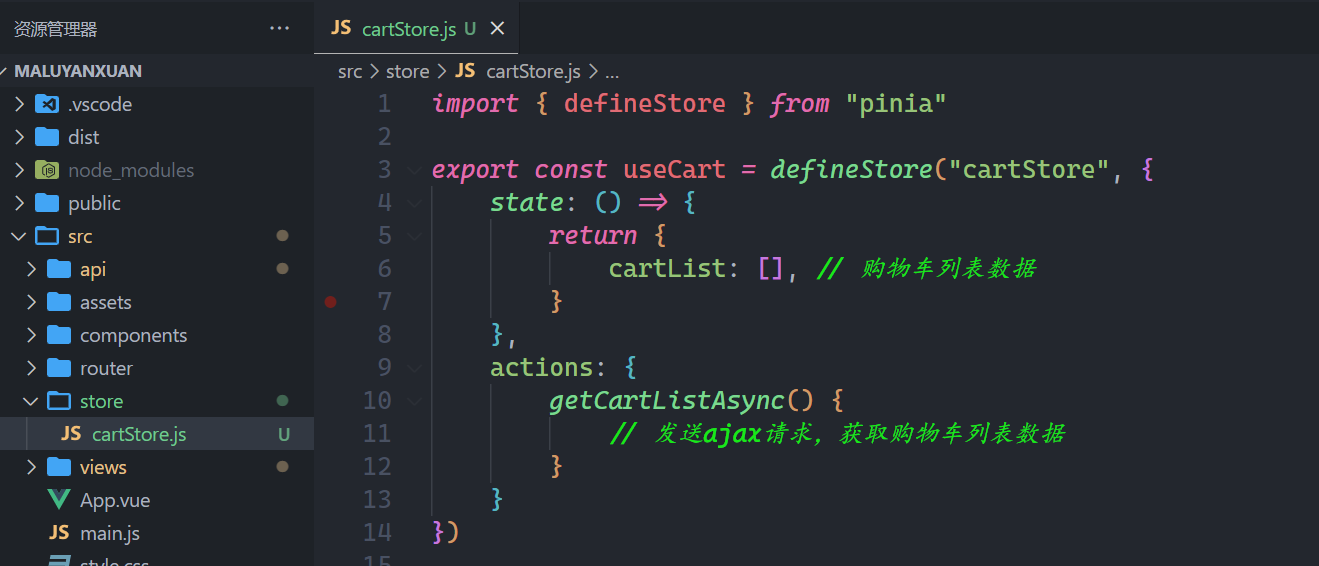 资源管理器 ···
JS cartStore.js U ×
MALUYANXUAN
src > store > JS cartStore.js > ...
.vscode
dist
node_modules
public
src
api
assets
components
router
store
JS cartStore.js U
views
App.vue
JS main.js
style.css
1 import { defineStore } from "pinia"
2
3 export const useCart = defineStore("cartStore", {
4 state: () => {
5 return {
6 cartList: [], // 购物车列表数据
7 }
8 },
9 actions: {
10 getCartListAsync() {
11 // 发送ajax请求，获取购物车列表数据
12 }
13 }
14 })
15